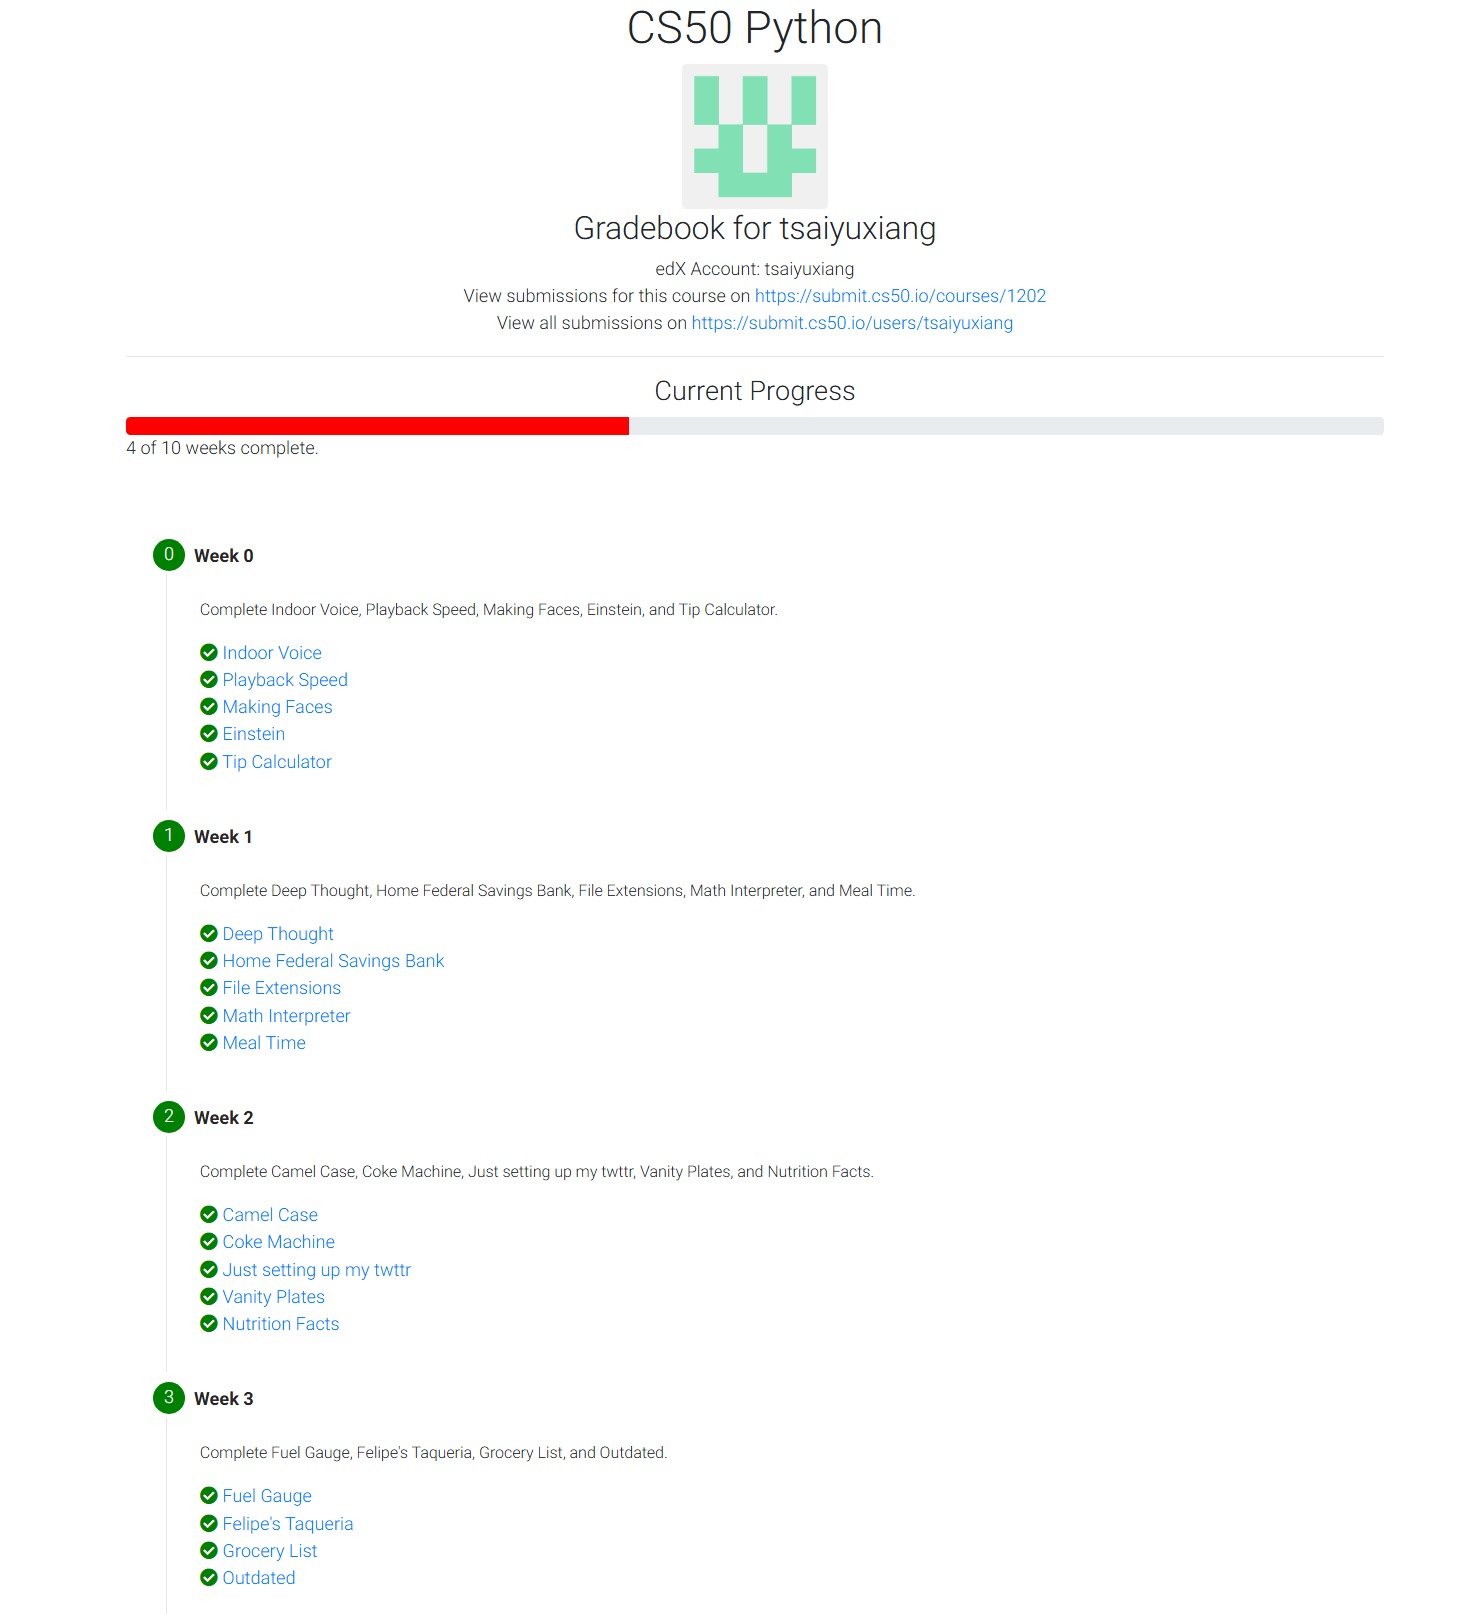 CS50 Python
Gradebook for tsaiyuxiang
edX Account: tsaiyuxiang
View submissions for this course on https://submit.cs50.io/courses/1202
View all submissions on https://submit.cs50.io/users/tsaiyuxiang
Current Progress
4 of 10 weeks complete.
0 Week 0
Complete Indoor Voice, Playback Speed, Making Faces, Einstein, and Tip Calculator.
Indoor Voice
Playback Speed
Making Faces
Einstein
Tip Calculator
1 Week 1
Complete Deep Thought, Home Federal Savings Bank, File Extensions, Math Interpreter, and Meal Time.
Deep Thought
Home Federal Savings Bank
File Extensions
Math Interpreter
Meal Time
2 Week 2
Complete Camel Case, Coke Machine, Just setting up my twttr, Vanity Plates, and Nutrition Facts.
Camel Case
Coke Machine
Just setting up my twttr
Vanity Plates
Nutrition Facts
3 Week 3
Complete Fuel Gauge, Felipe's Taqueria, Grocery List, and Outdated.
Fuel Gauge
Felipe's Taqueria
Grocery List
Outdated